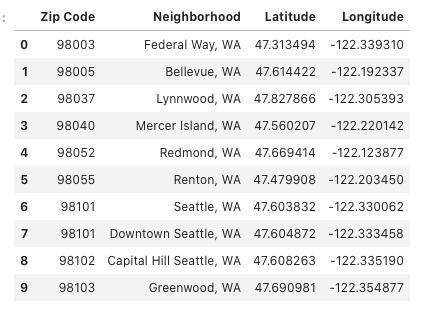 : Zip Code Neighborhood Latitude Longitude
0 98003 Federal Way, WA 47.313494 -122.339310
1 98005 Bellevue, WA 47.614422 -122.192337
2 98037 Lynnwood, WA 47.827866 -122.305393
3 98040 Mercer Island, WA 47.560207 -122.220142
4 98052 Redmond, WA 47.669414 -122.123877
5 98055 Renton, WA 47.479908 -122.203450
6 98101 Seattle, WA 47.603832 -122.330062
7 98101 Downtown Seattle, WA 47.604872 -122.333458
8 98102 Capital Hill Seattle, WA 47.608263 -122.335190
9 98103 Greenwood, WA 47.690981 -122.354877